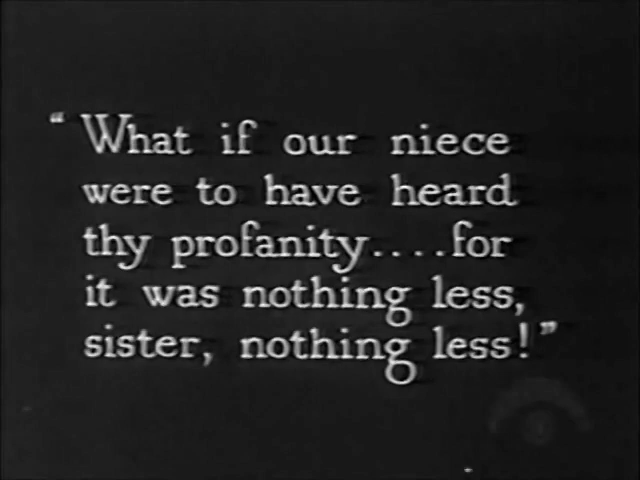 “What if our niece
were to have heard
thy profanity....for
it was nothing less,
sister, nothing less!”